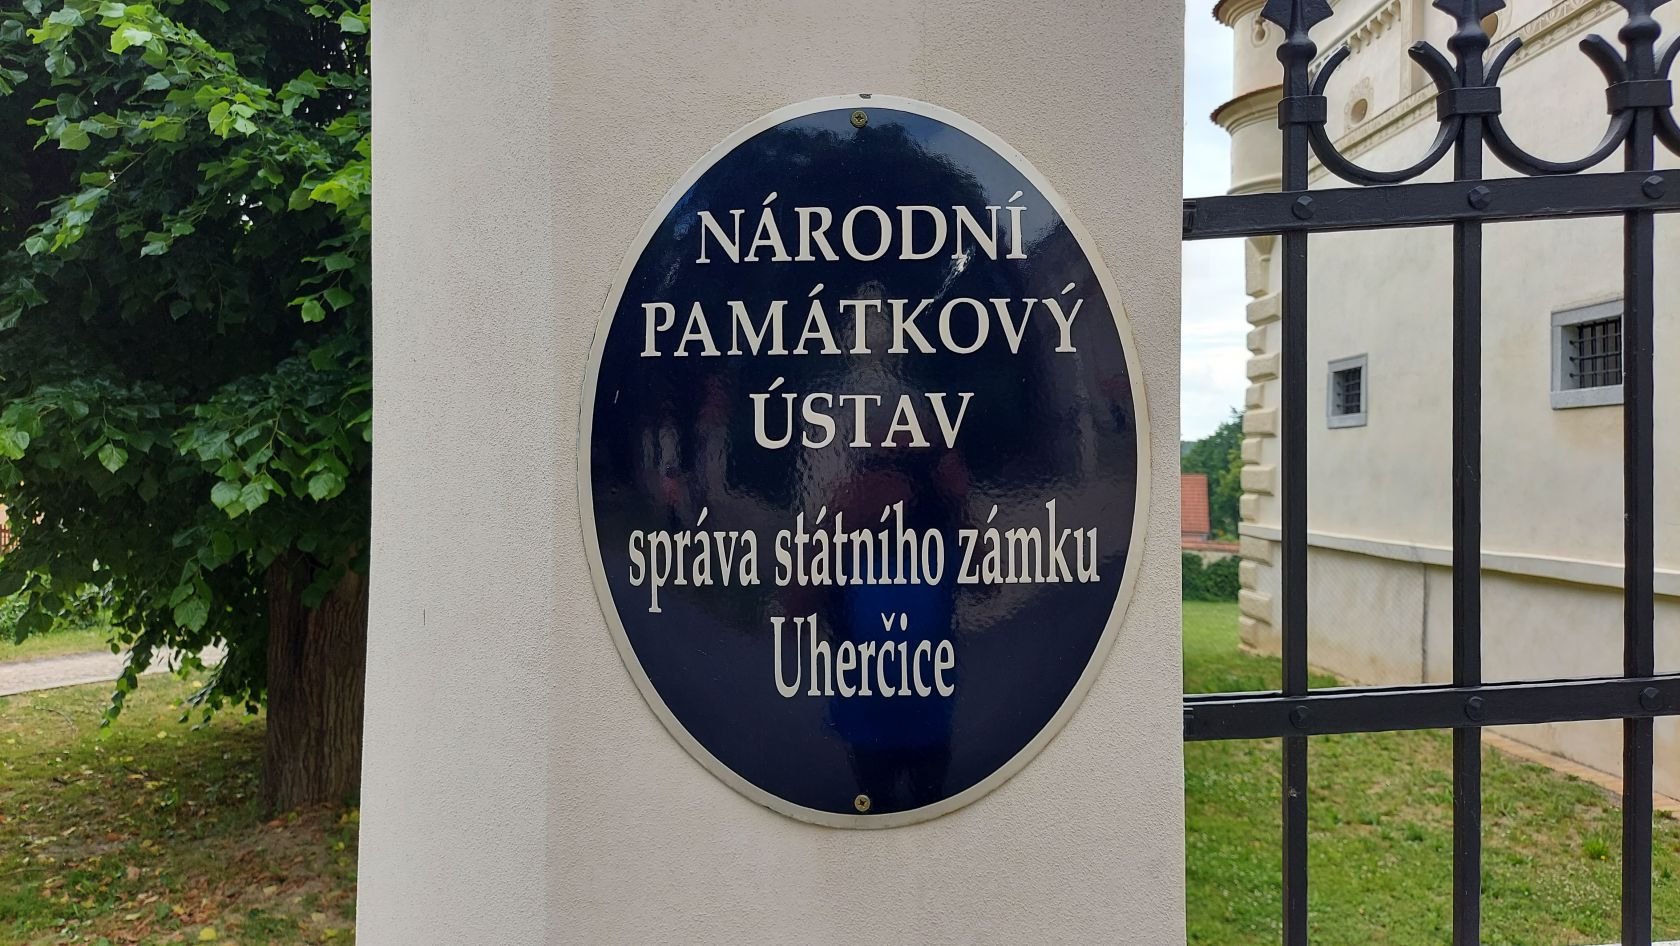 NÁRODNÍ
PAMÁTKOVÝ
ÚSTAV
správa státního zámku
Uherčice